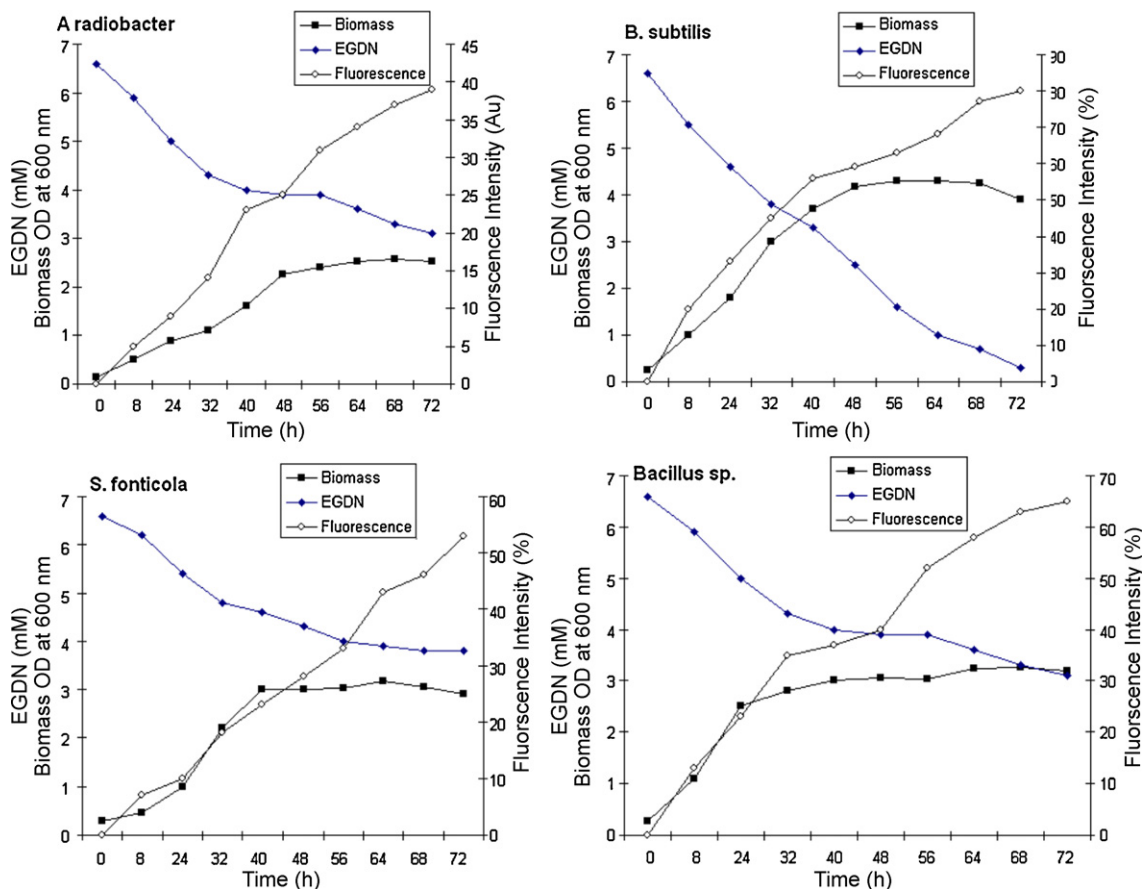 A radiobacter
Biomass
EGDN
Fluorescence
7
6
5
4
3
2
1
0
EGDN (mM)
Biomass OD at 600 nm
45
40
35
30
25
20
15
10
5
0
Fluorscence Intensity (Au)
0 8 24 32 40 48 56 64 68 72
Time (h)
B. subtilis
Biomass
EGDN
Fluorescence
7
6
5
4
3
2
1
0
EGDN (mM)
Biomass OD at 600 nm
80
70
50
40
30
20
10
Fluorscence Intensity (%)
0 8 24 32 40 48 56 64 68 72
Time (h)
S. fonticola
Biomass
EGDN
Fluorescence
7
6
5
4
3
2
1
0
EGDN (mM)
Biomass OD at 600 nm
60
50
40
30
20
10
0
Fluorscence Intensity (%)
0 8 24 32 40 48 56 64 68 72
Time (h)
Bacillus sp.
Biomass
EGDN
Fluorescence
7
6
5
4
3
2
1
0
EGDN (mM)
Biomass OD at 600 nm
70
60
50
40
30
20
10
0
Fluorscence Intensity (%)
0 8 24 32 40 48 56 64 68 72
Time (h)